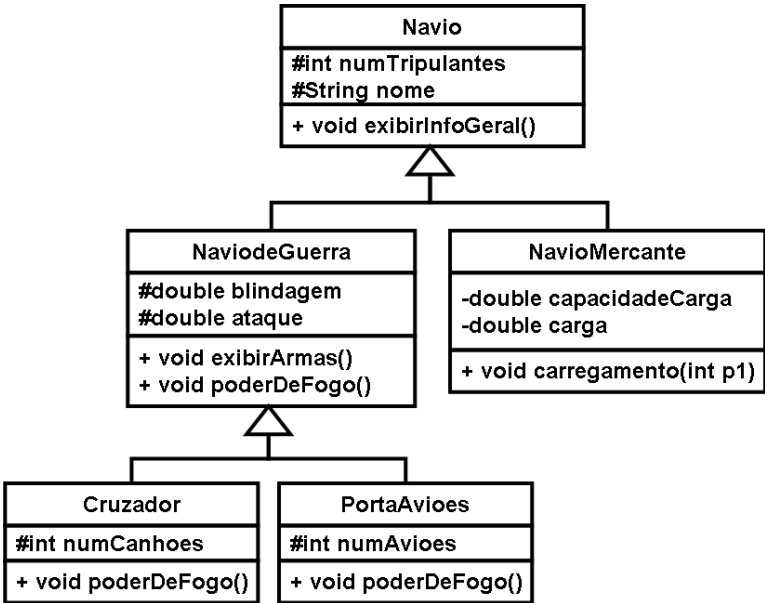 Navio
#int numTripulantes
#String nome
+ void exibirInfoGeral()
NaviodeGuerra
#double blindagem
#double ataque
+ void exibirArmas()
+ void poderDeFogo()
NavioMercante
-double capacidadeCarga
-double carga
+ void carregamento(int p1)
Cruzador
#int numCanhoes
+ void poderDeFogo()
PortaAvioes
#int numAvioes
+ void poderDeFogo()